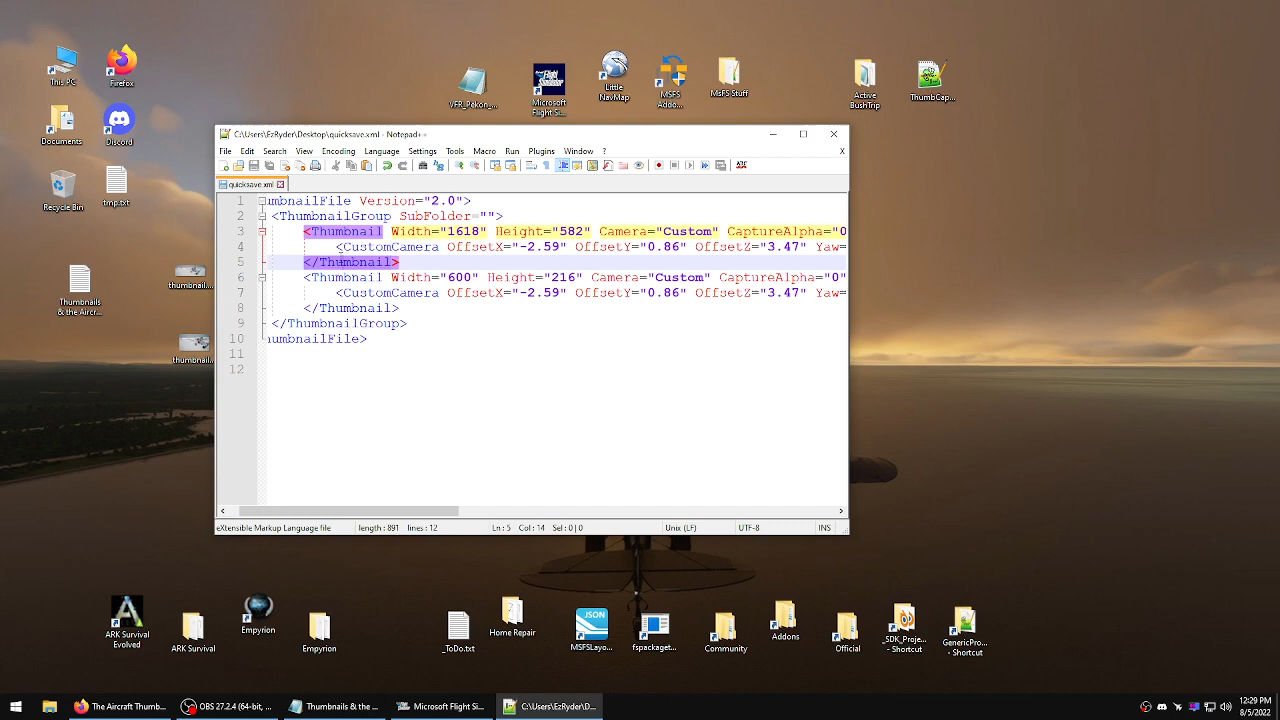 This PC
Firefox
VFR_Pekon_...
Microsoft
Flight Si...
Little
NavMap
MSFS
Addo...
MsFS Stuff
Active
BushTrip
ThumbCap...
Documents
Discord
Recycle Bin
tmp.txt
Thumbnails
& the Aircr...
thumbnail...
thumbnail...
C:\Users\EzRyder\Desktop\quicksave.xml - Notepad++
File Edit Search View Encoding Language Settings Tools Macro Run Plugins Window ? X
quicksave.xml
1 umbnailFile Version="2.0">
2 <ThumbnailGroup SubFolder="">
3 <Thumbnail Width="1618" Height="582" Camera="Custom" CaptureAlpha="0
4 <CustomCamera OffsetX="-2.59" OffsetY="0.86" OffsetZ="3.47" Yaw=
5 </Thumbnail>
6 <Thumbnail Width="600" Height="216" Camera="Custom" CaptureAlpha="0"
7 <CustomCamera OffsetX="-2.59" OffsetY="0.86" OffsetZ="3.47" Yaw=
8 </Thumbnail>
9 </ThumbnailGroup>
10 umbnailFile>
11
12
eXtensible Markup Language file length : 891 lines : 12 Ln : 5 Col : 14 Sel : 0 | 0 Unix (LF) UTF-8 INS
ARK Survival
Evolved
ARK Survival
Empyrion
Empyrion
_ToDo.txt
Home Repair
JSON
MSFSLayo...
fspackaget...
Community
Addons
Official
_SDK_Proje...
- Shortcut
GenericPro...
- Shortcut
The Aircraft Thumb...
OBS 27.2.4 (64-bit, ...
Thumbnails & the ...
Microsoft Flight Si...
C:\Users\EzRyder\D...
12:29 PM
8/5/2022